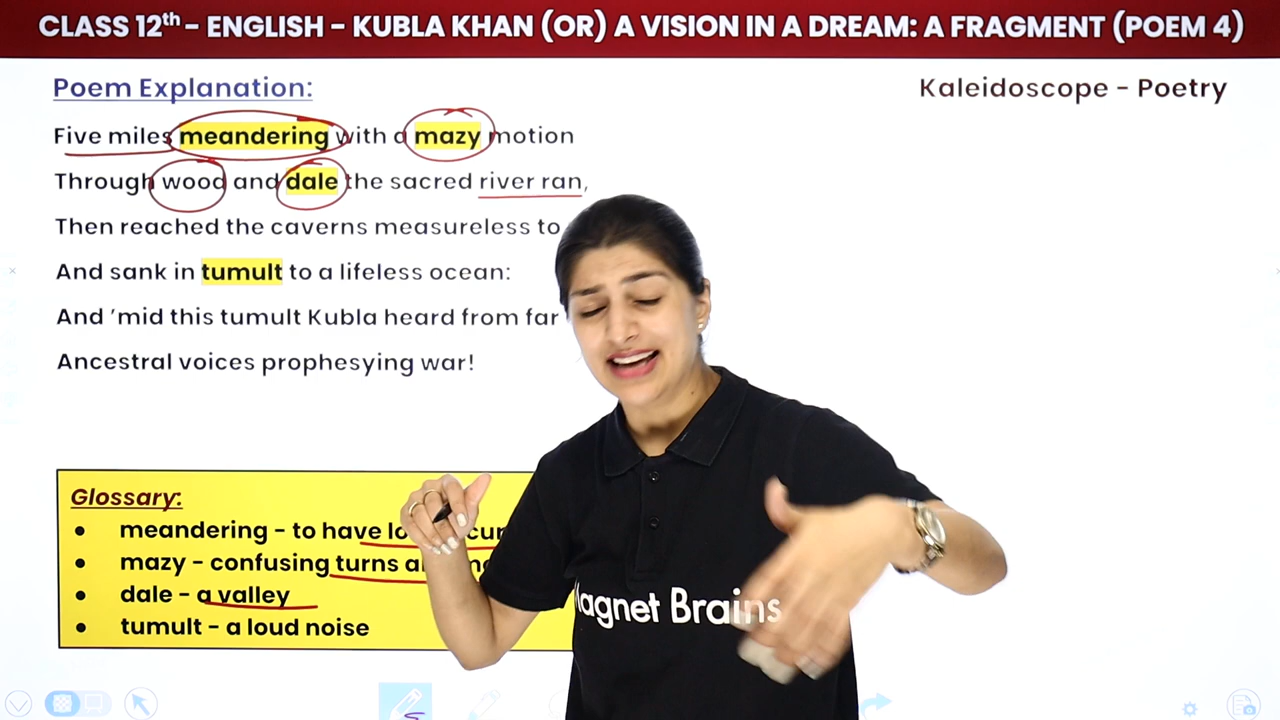 CLASS 12th - ENGLISH - KUBLA KHAN (OR) A VISION IN A DREAM: A FRAGMENT (POEM 4)
Poem Explanation:
Kaleidoscope - Poetry
Five miles meandering with a mazy motion
Through wood and dale the sacred river ran,
Then reached the caverns measureless to
And sank in tumult to a lifeless ocean:
And ’mid this tumult Kubla heard from far
Ancestral voices prophesying war!
Glossary:
• meandering - to have
• mazy - confusing turns
• dale - a valley
• tumult - a loud noise
Magnet Brains